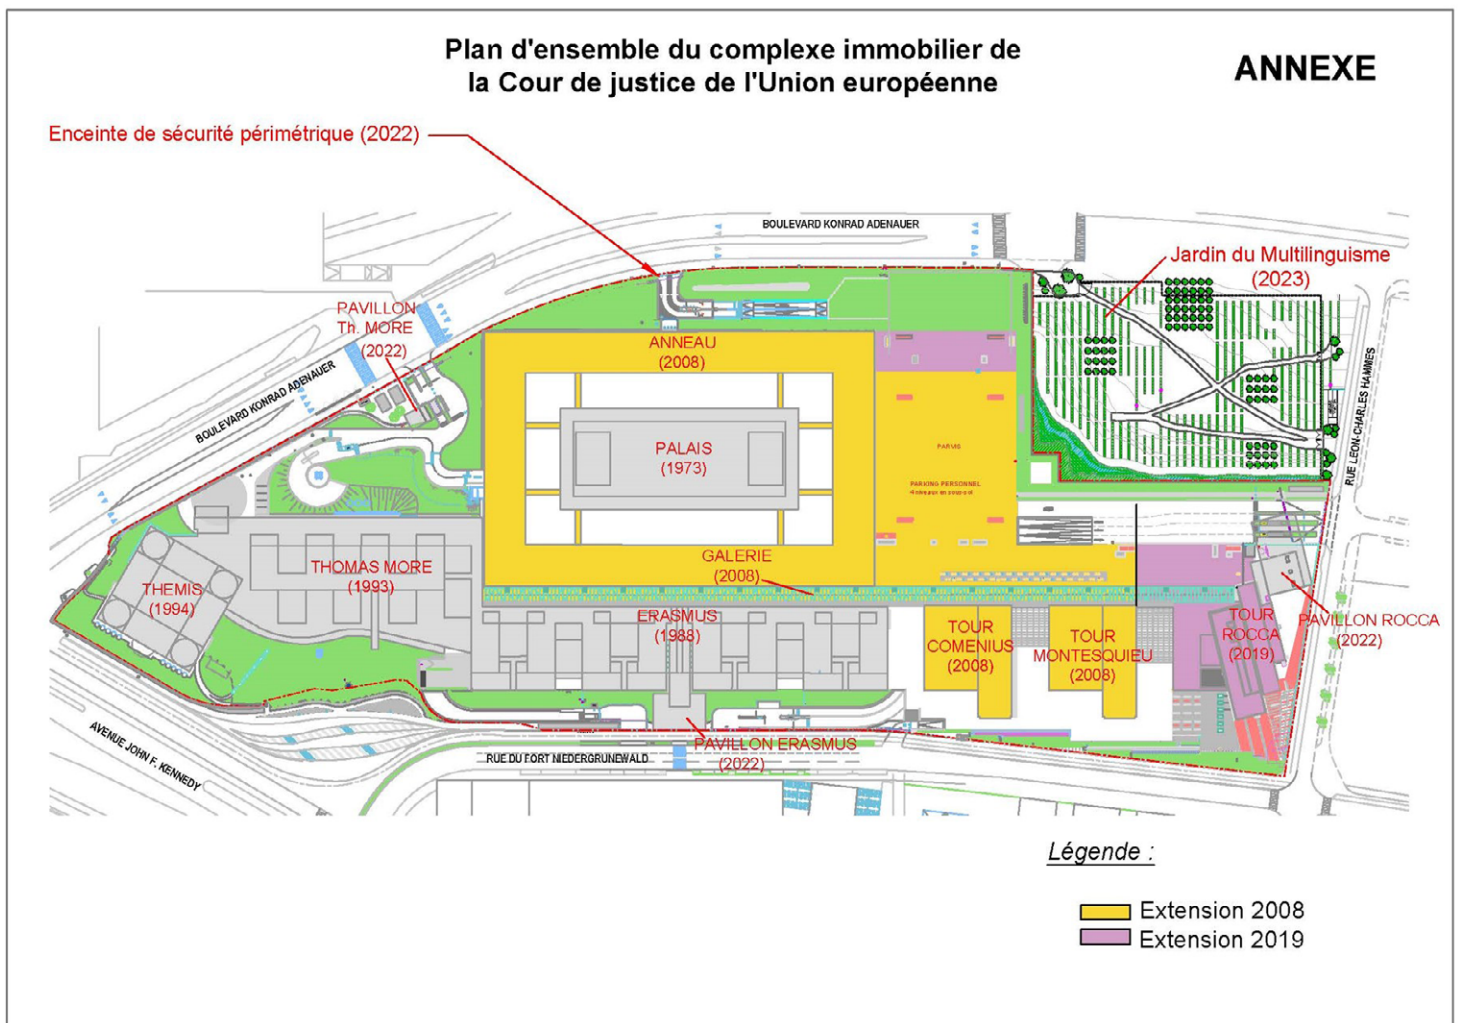 Plan d'ensemble du complexe immobilier de
la Cour de justice de l'Union européenne
ANNEXE
Enceinte de sécurité périmétrique (2022)
BOULEVARD KONRAD ADENAUER
Jardin du Multilinguisme
(2023)
PAVILLON
Th. MORE
(2022)
BOULEVARD KONRAD ADENAUER
ANNEAU
(2008)
RUE LEON-CHARLES HAMMES
PALAIS
(1973)
PARVIS
PARKING PERSONNEL
GALERIE
(2008)
THOMAS MORE
(1993)
THEMIS
(1994)
ERASMUS
(1988)
TOUR
COMENIUS
(2008)
TOUR
MONTESQUIEU
(2008)
TOUR
ROCCA
(2019)
PAVILLON ROCCA
(2022)
PAVILLON ERASMUS
(2022)
RUE DU FORT NIEDERGRUNEWALD
AVENUE JOHN F. KENNEDY
Légende :
Extension 2008
Extension 2019